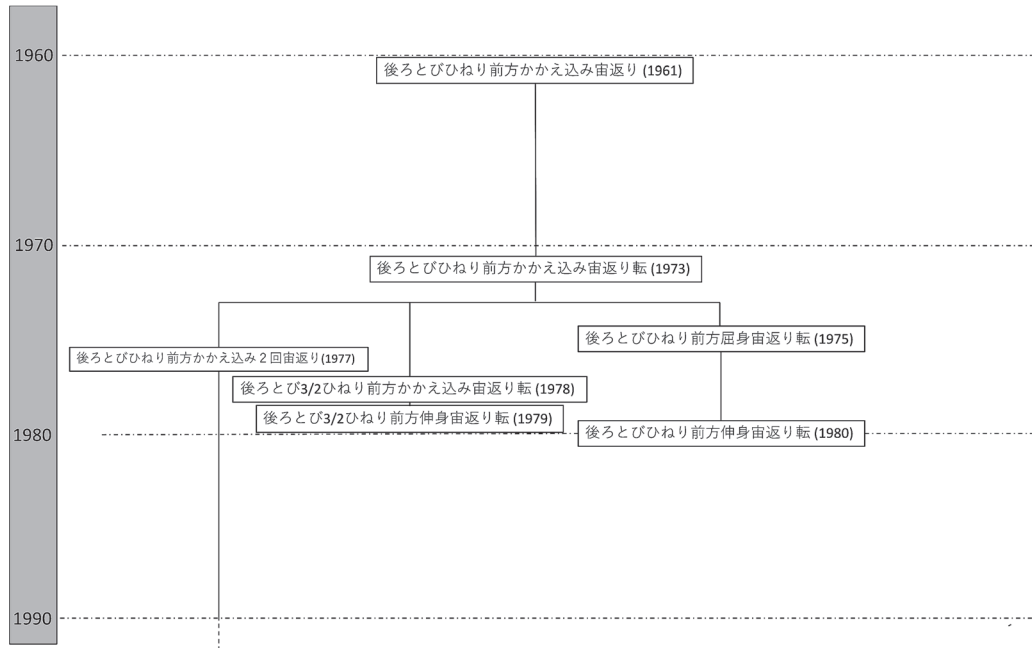 1960
後ろとびひねり前方かかえ込み宙返り (1961)
1970
後ろとびひねり前方かかえ込み宙返り転 (1973)
後ろとびひねり前方屈身宙返り転 (1975)
後ろとびひねり前方かかえ込み２回宙返り(1977)
後ろとび3/2ひねり前方かかえ込み宙返り転 (1978)
後ろとび3/2ひねり前方伸身宙返り転 (1979)
1980
後ろとびひねり前方伸身宙返り転 (1980)
1990